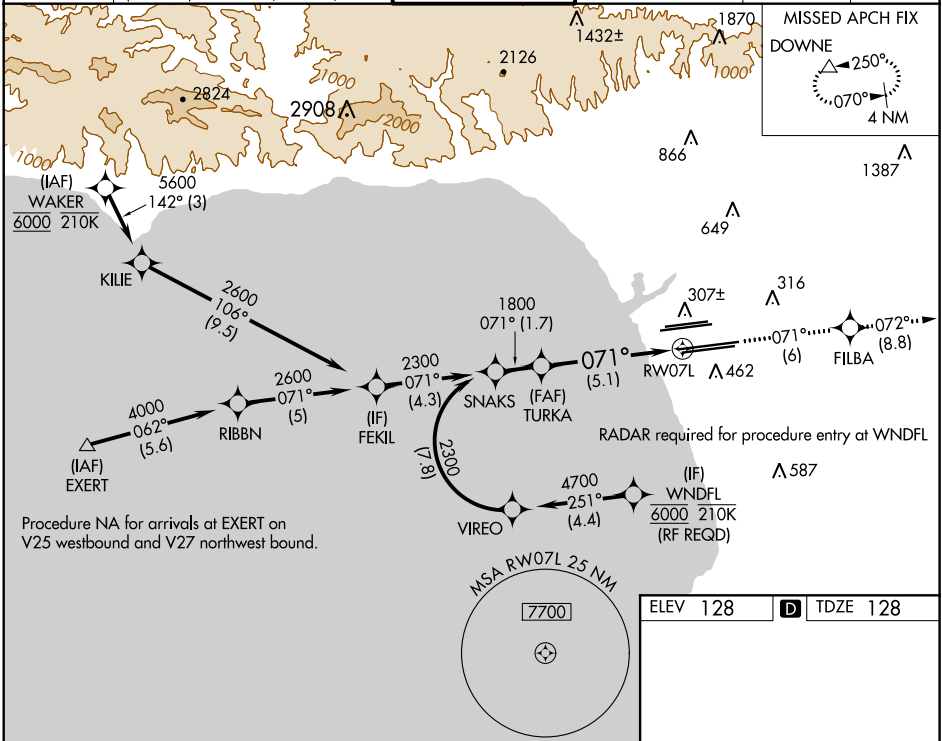 1432±
1870
MISSED APCH FIX
DOWNE
250°
070°
4 NM
2126
1000
1000
2824
2908
2000
1000
866
1387
(IAF)
WAKER
6000 210K
5600
142° (3)
649
KILIE
2600
106°
(9.5)
1800
071° (1.7)
307±
316
071°
(6)
072°
(8.8)
FILBA
RW07L
462
071°
(5.1)
2300
071°
(4.3)
SNAKS
(FAF)
TURKA
2600
071°
(5)
(IF)
FEKIL
4000
062°
(5.6)
RIBBN
(IAF)
EXERT
RADAR required for procedure entry at WNDFL
587
2300
(7.8)
4700
251°
(4.4)
(IF)
WNDFL
6000 210K
(RF REQD)
VIREO
Procedure NA for arrivals at EXERT on
V25 westbound and V27 northwest bound.
MSA RW07L 25 NM
7700
ELEV 128
D
TDZE 128